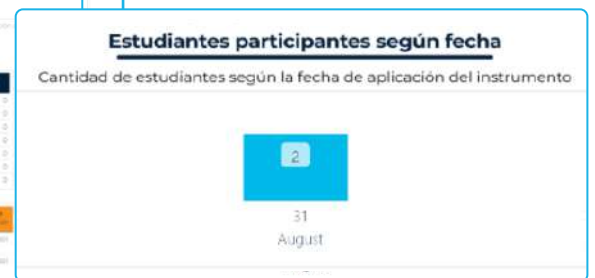 Estudiantes participantes según fecha
Cantidad de estudiantes según la fecha de aplicación del instrumento
2
31
August